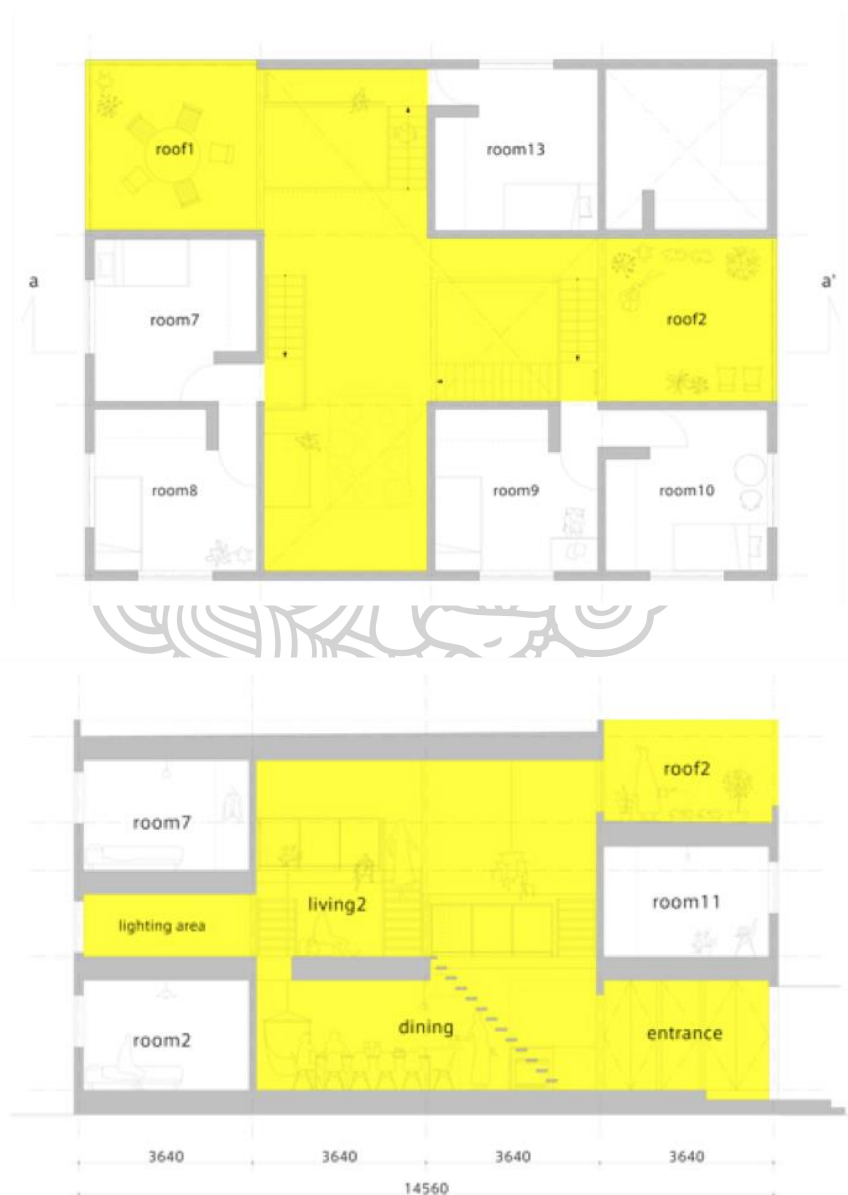 roof1
room13
a
a'
room7
roof2
room8
room9
room10
roof2
room7
living2
room11
lighting area
dining
entrance
room2
3640
3640
3640
3640
14560